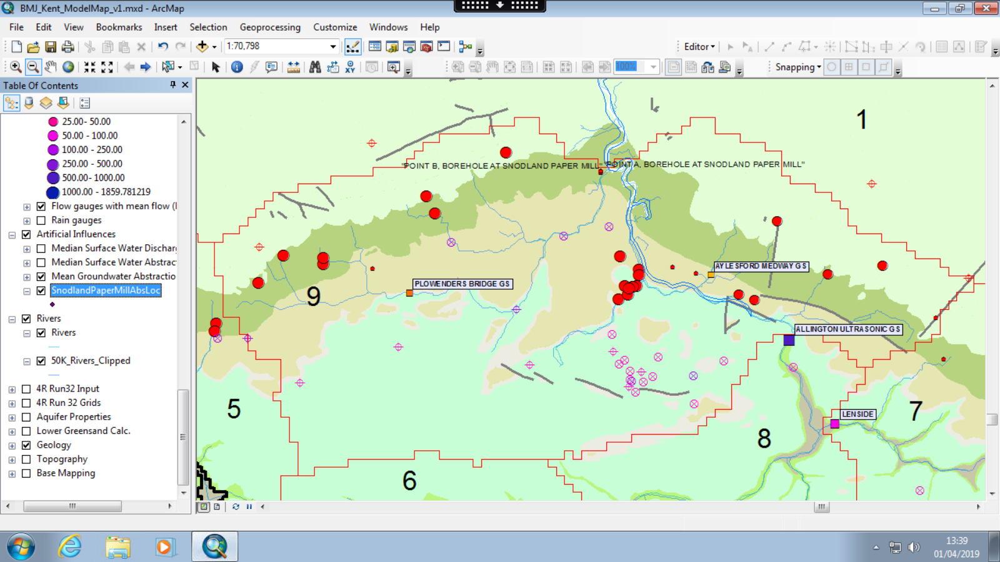 BMJ_Kent_ModelMap_v1.mxd - ArcMap
File Edit View Bookmarks Insert Selection Geoprocessing Customize Windows Help
1:70,798
Editor
XY
100%
Snapping
Table Of Contents
25.00- 50.00
50.00 - 100.00
100.00 - 250.00
250.00 - 500.00
500.00- 1000.00
1000.00 - 1859.781219
Flow gauges with mean flow (
Rain gauges
Artificial Influences
Median Surface Water Dischar
Median Surface Water Abstract
Mean Groundwater Abstractio
SnodlandPaperMillAbsLoc
Rivers
Rivers
50K_Rivers_Clipped
4R Run32 Input
4R Run 32 Grids
Aquifer Properties
Lower Greensand Calc.
Geology
Topography
Base Mapping
1
"POINT B, BOREHOLE AT SNODLAND PAPER MILL"
"POINT A, BOREHOLE AT SNODLAND PAPER MILL"
AYLESFORD MEDWAY GS
PLOWENDERS BRIDGE GS
9
ALLINGTON ULTRASONIC GS
5
LENSIDE
7
8
6
13:39
01/04/2019